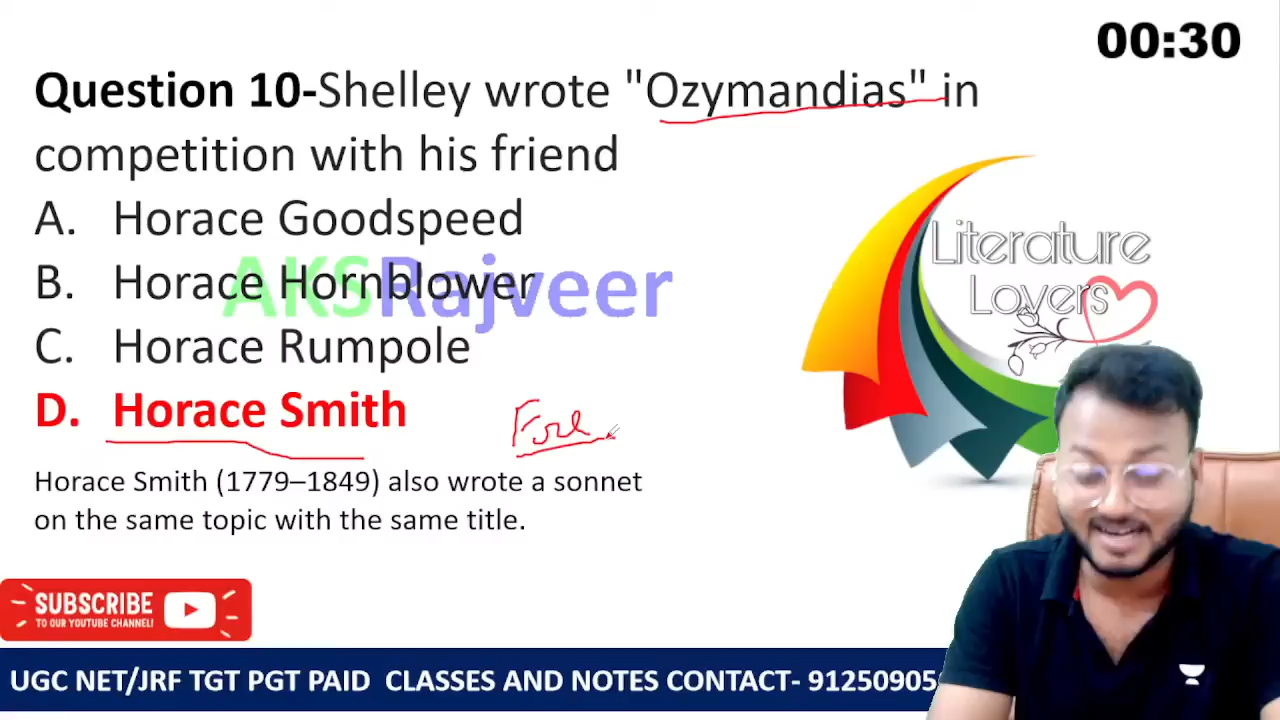 00:30
Question 10-Shelley wrote "Ozymandias" in
competition with his friend
A. Horace Goodspeed
B. Horace Hornblower
C. Horace Rumpole
D. Horace Smith
Horace Smith (1779–1849) also wrote a sonnet
on the same topic with the same title.
AKSRajveer
Literature
Lovers
SUBSCRIBE
TO OUR YOUTUBE CHANNEL!
UGC NET/JRF TGT PGT PAID CLASSES AND NOTES CONTACT- 91250905